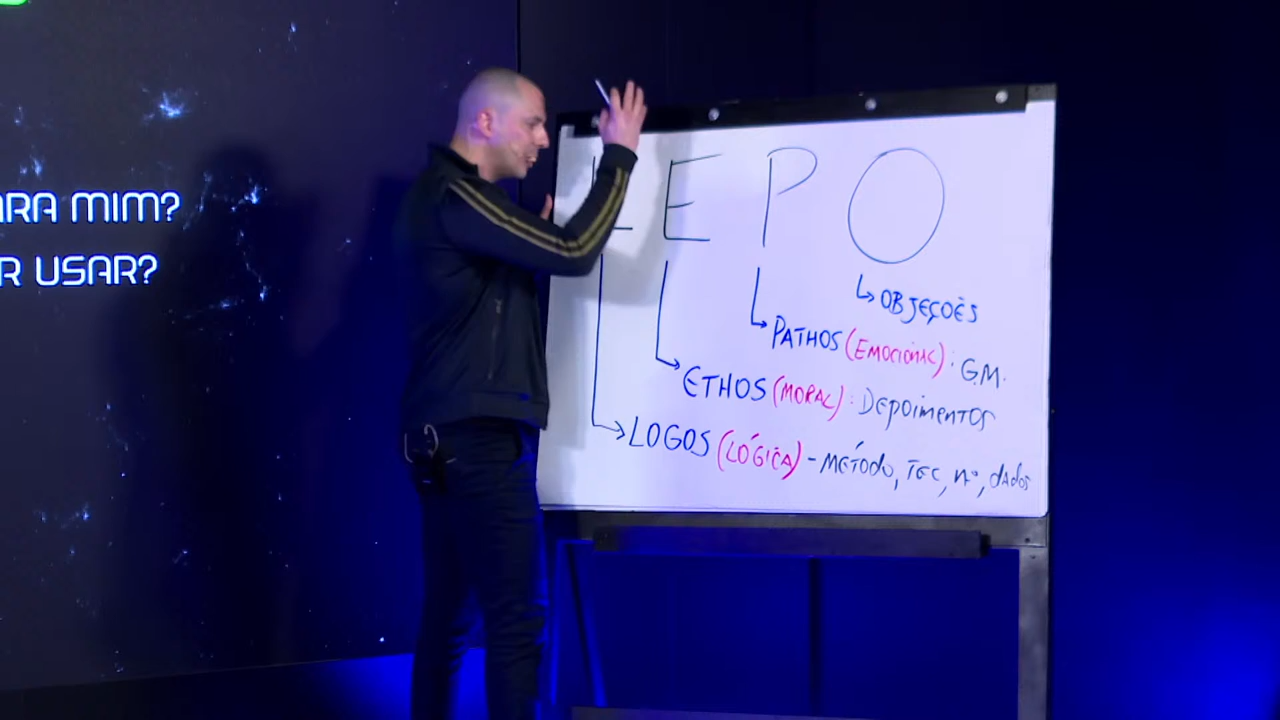 ARA MIM?
R USAR?
L E P O
↳ OBJEÇÕES
↳ PATHOS (EMOCIONAL): G.M.
↳ ETHOS (MORAL): DEPOIMENTOS
↳ LOGOS (LÓGICA) - MÉTODO, TEC, Nº, DADOS